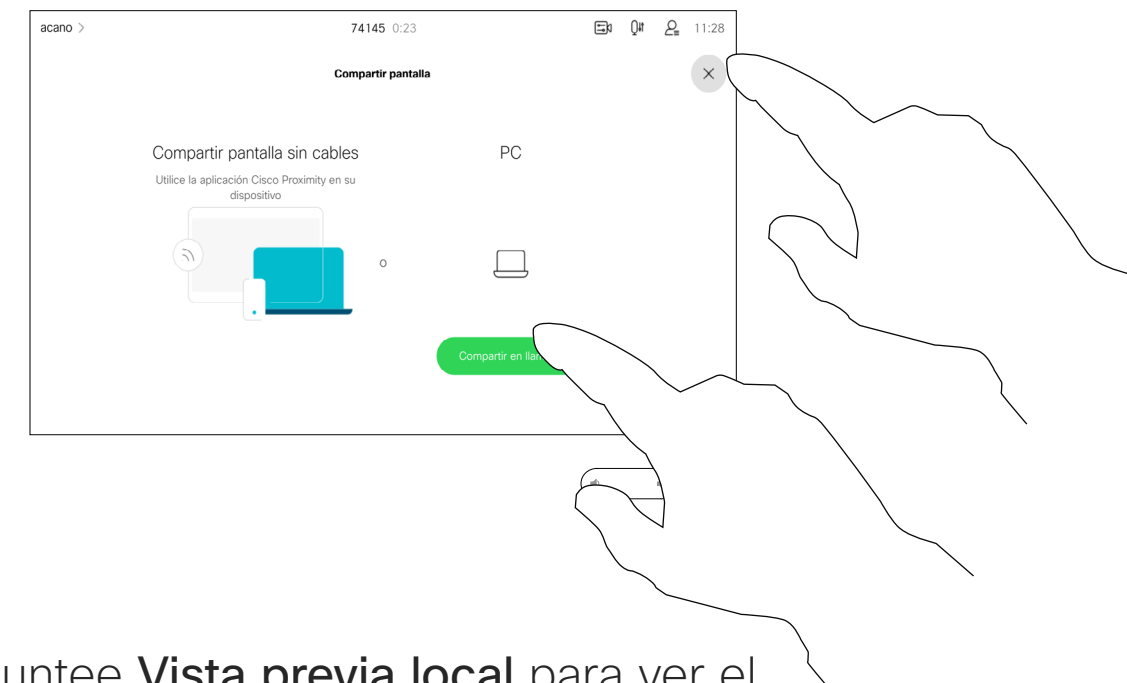 acano > 74145 0:23 11:28
Compartir pantalla
Compartir pantalla sin cables PC
Utilice la aplicación Cisco Proximity en su
dispositivo
o
Compartir en
Vista previa local para ver el